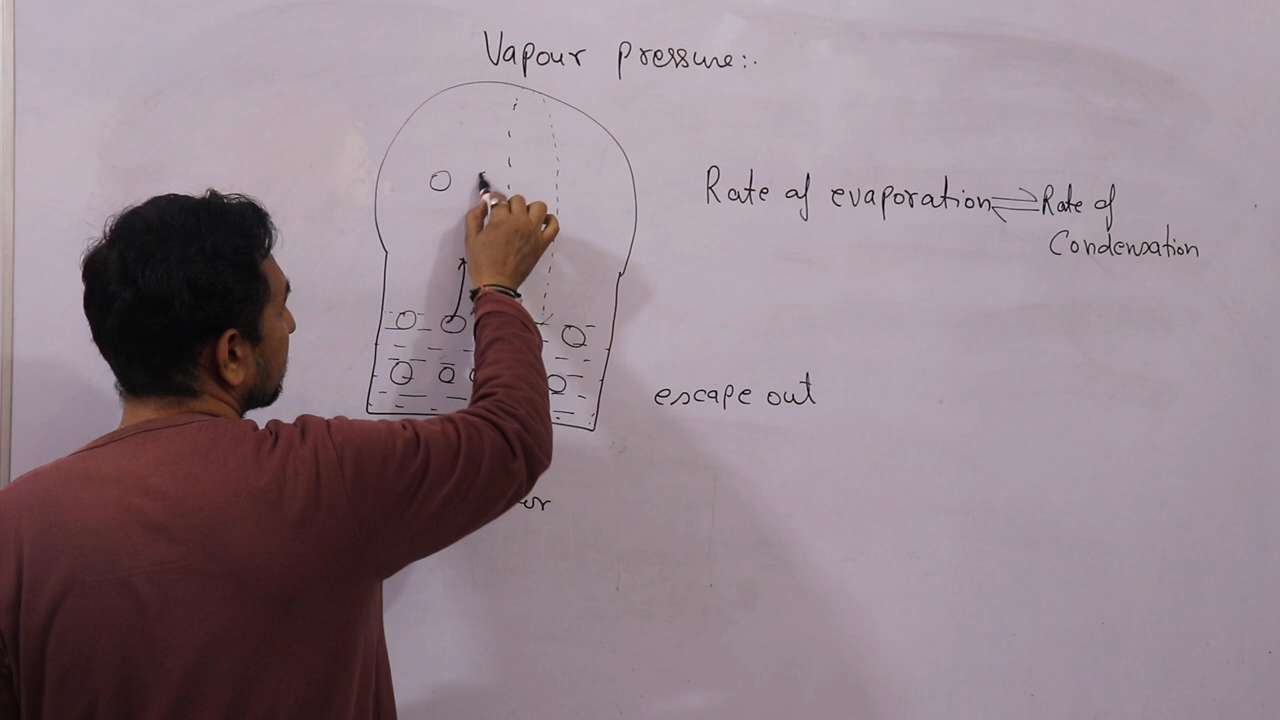 Vapour pressure:.
Rate of evaporation ⇌ Rate of
Condensation
escape out